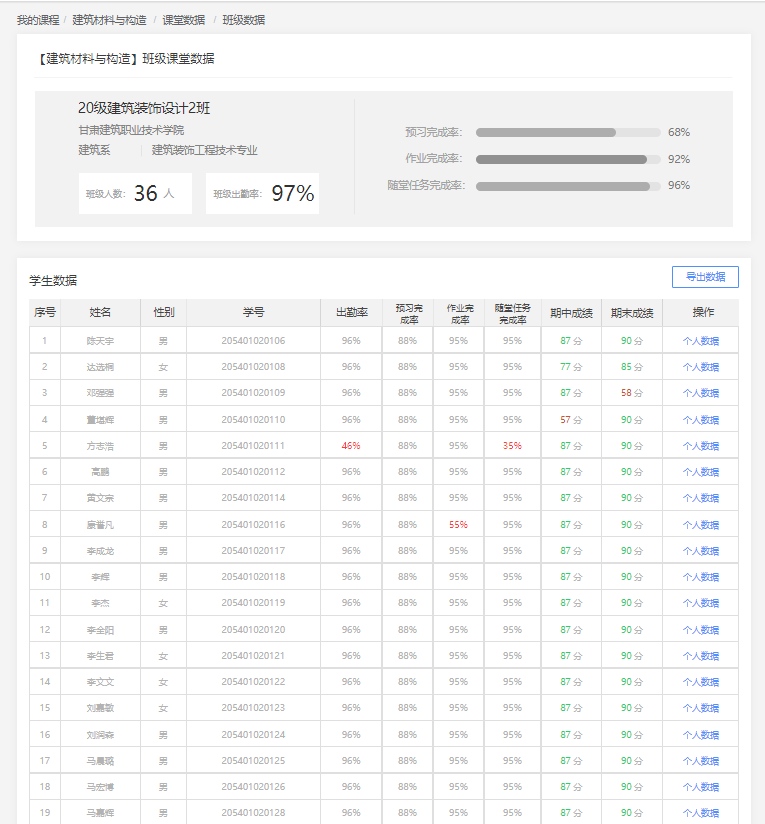 我的课程 / 建筑材料与构造 / 课堂数据 / 班级数据
【建筑材料与构造】班级课堂数据
20级建筑装饰设计2班
甘肃建筑职业技术学院
建筑系 建筑装饰工程技术专业
班级人数: 36 人 班级出勤率: 97%
预习完成率: 68%
作业完成率: 92%
随堂任务完成率: 96%
学生数据 导出数据
序号 姓名 性别 学号 出勤率 预习完成率 作业完成率 随堂任务完成率 期中成绩 期末成绩 操作
1 陈天宇 男 205401020106 96% 88% 95% 95% 87 分 90 分 个人数据
2 达选桐 女 205401020108 96% 88% 95% 95% 77 分 85 分 个人数据
3 邓强强 男 205401020109 96% 88% 95% 95% 87 分 58 分 个人数据
4 男 205401020110 96% 88% 95% 95% 57 分 90 分 个人数据
5 方志浩 男 205401020111 46% 88% 95% 35% 87 分 90 分 个人数据
6 高鹏 男 205401020112 96% 88% 95% 95% 87 分 90 分 个人数据
7 黄文宗 男 205401020114 96% 88% 95% 95% 87 分 90 分 个人数据
8 男 205401020116 96% 88% 55% 95% 87 分 90 分 个人数据
9 李成龙 男 205401020117 96% 88% 95% 95% 87 分 90 分 个人数据
10 李辉 男 205401020118 96% 88% 95% 95% 87 分 90 分 个人数据
11 李杰 女 205401020119 96% 88% 95% 95% 87 分 90 分 个人数据
12 李全阳 男 205401020120 96% 88% 95% 95% 87 分 90 分 个人数据
13 李生君 女 205401020121 96% 88% 95% 95% 87 分 90 分 个人数据
14 李文文 女 205401020122 96% 88% 95% 95% 87 分 90 分 个人数据
15 刘嘉敏 女 205401020123 96% 88% 95% 95% 87 分 90 分 个人数据
16 刘润森 男 205401020124 96% 88% 95% 95% 87 分 90 分 个人数据
17 马晨璐 男 205401020125 96% 88% 95% 95% 87 分 90 分 个人数据
18 马宏博 男 205401020126 96% 88% 95% 95% 87 分 90 分 个人数据
19 马嘉辉 男 205401020128 96% 88% 95% 95% 87 分 90 分 个人数据